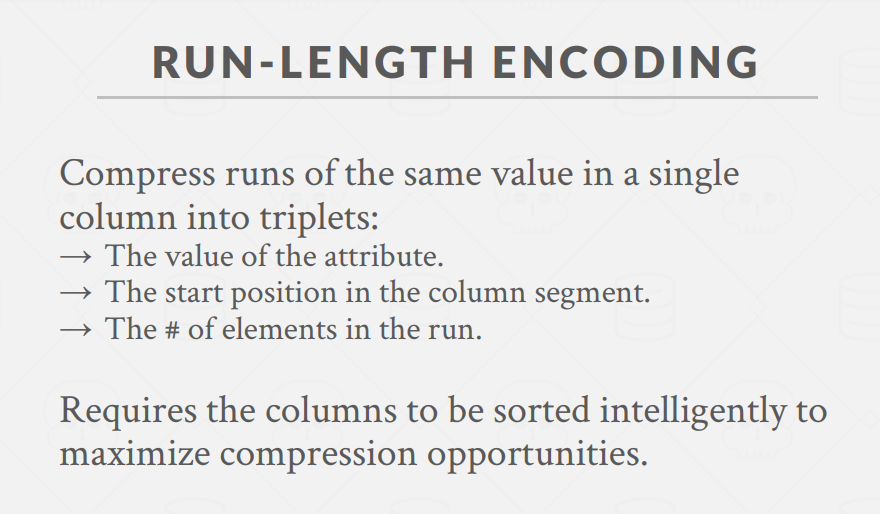 RUN-LENGTH ENCODING
Compress runs of the same value in a single
column into triplets:
→ The value of the attribute.
→ The start position in the column segment.
→ The # of elements in the run.
Requires the columns to be sorted intelligently to
maximize compression opportunities.